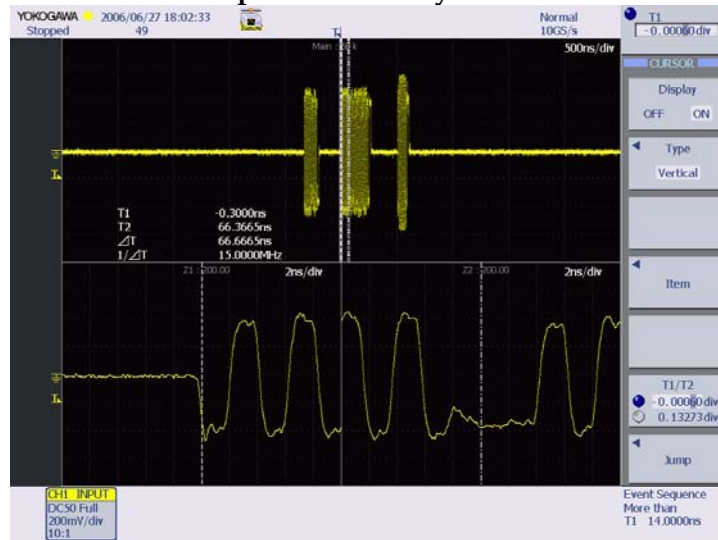 YOKOGAWA 2006/06/27 18:02:33
Stopped 49
Normal
10GS/s
500ns/div
T1 -0.3000ns
T2 66.3665ns
⊿T 66.6665ns
1/⊿T 15.0000MHz
Z1 : 200.00 2ns/div
Z2 : 200.00 2ns/div
T1
-0.00060div
CURSOR
Display
OFF ON
Type
Vertical
Item
T1/T2
-0.00060div
0.13273div
Jump
CH1 INPUT
DC50 Full
200mV/div
10:1
Event Sequence
More than
T1 14.0000ns